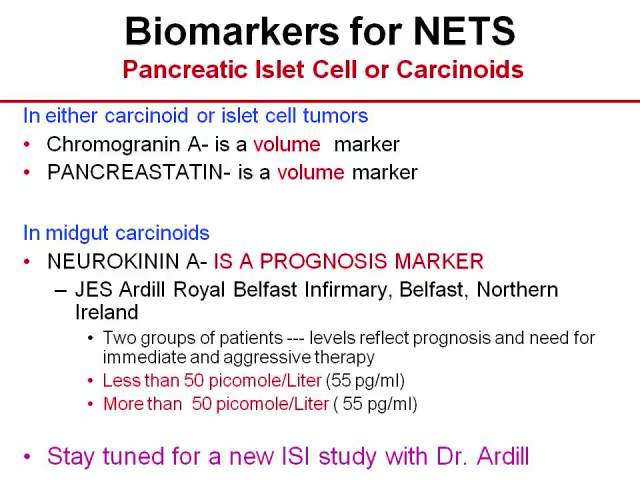 Biomarkers for NETS
Pancreatic Islet Cell or Carcinoids
In either carcinoid or islet cell tumors
• Chromogranin A- is a volume marker
• PANCREASTATIN- is a volume marker
In midgut carcinoids
• NEUROKININ A- IS A PROGNOSIS MARKER
– JES Ardill Royal Belfast Infirmary, Belfast, Northern
Ireland
• Two groups of patients --- levels reflect prognosis and need for
immediate and aggressive therapy
• Less than 50 picomole/Liter (55 pg/ml)
• More than 50 picomole/Liter ( 55 pg/ml)
• Stay tuned for a new ISI study with Dr. Ardill